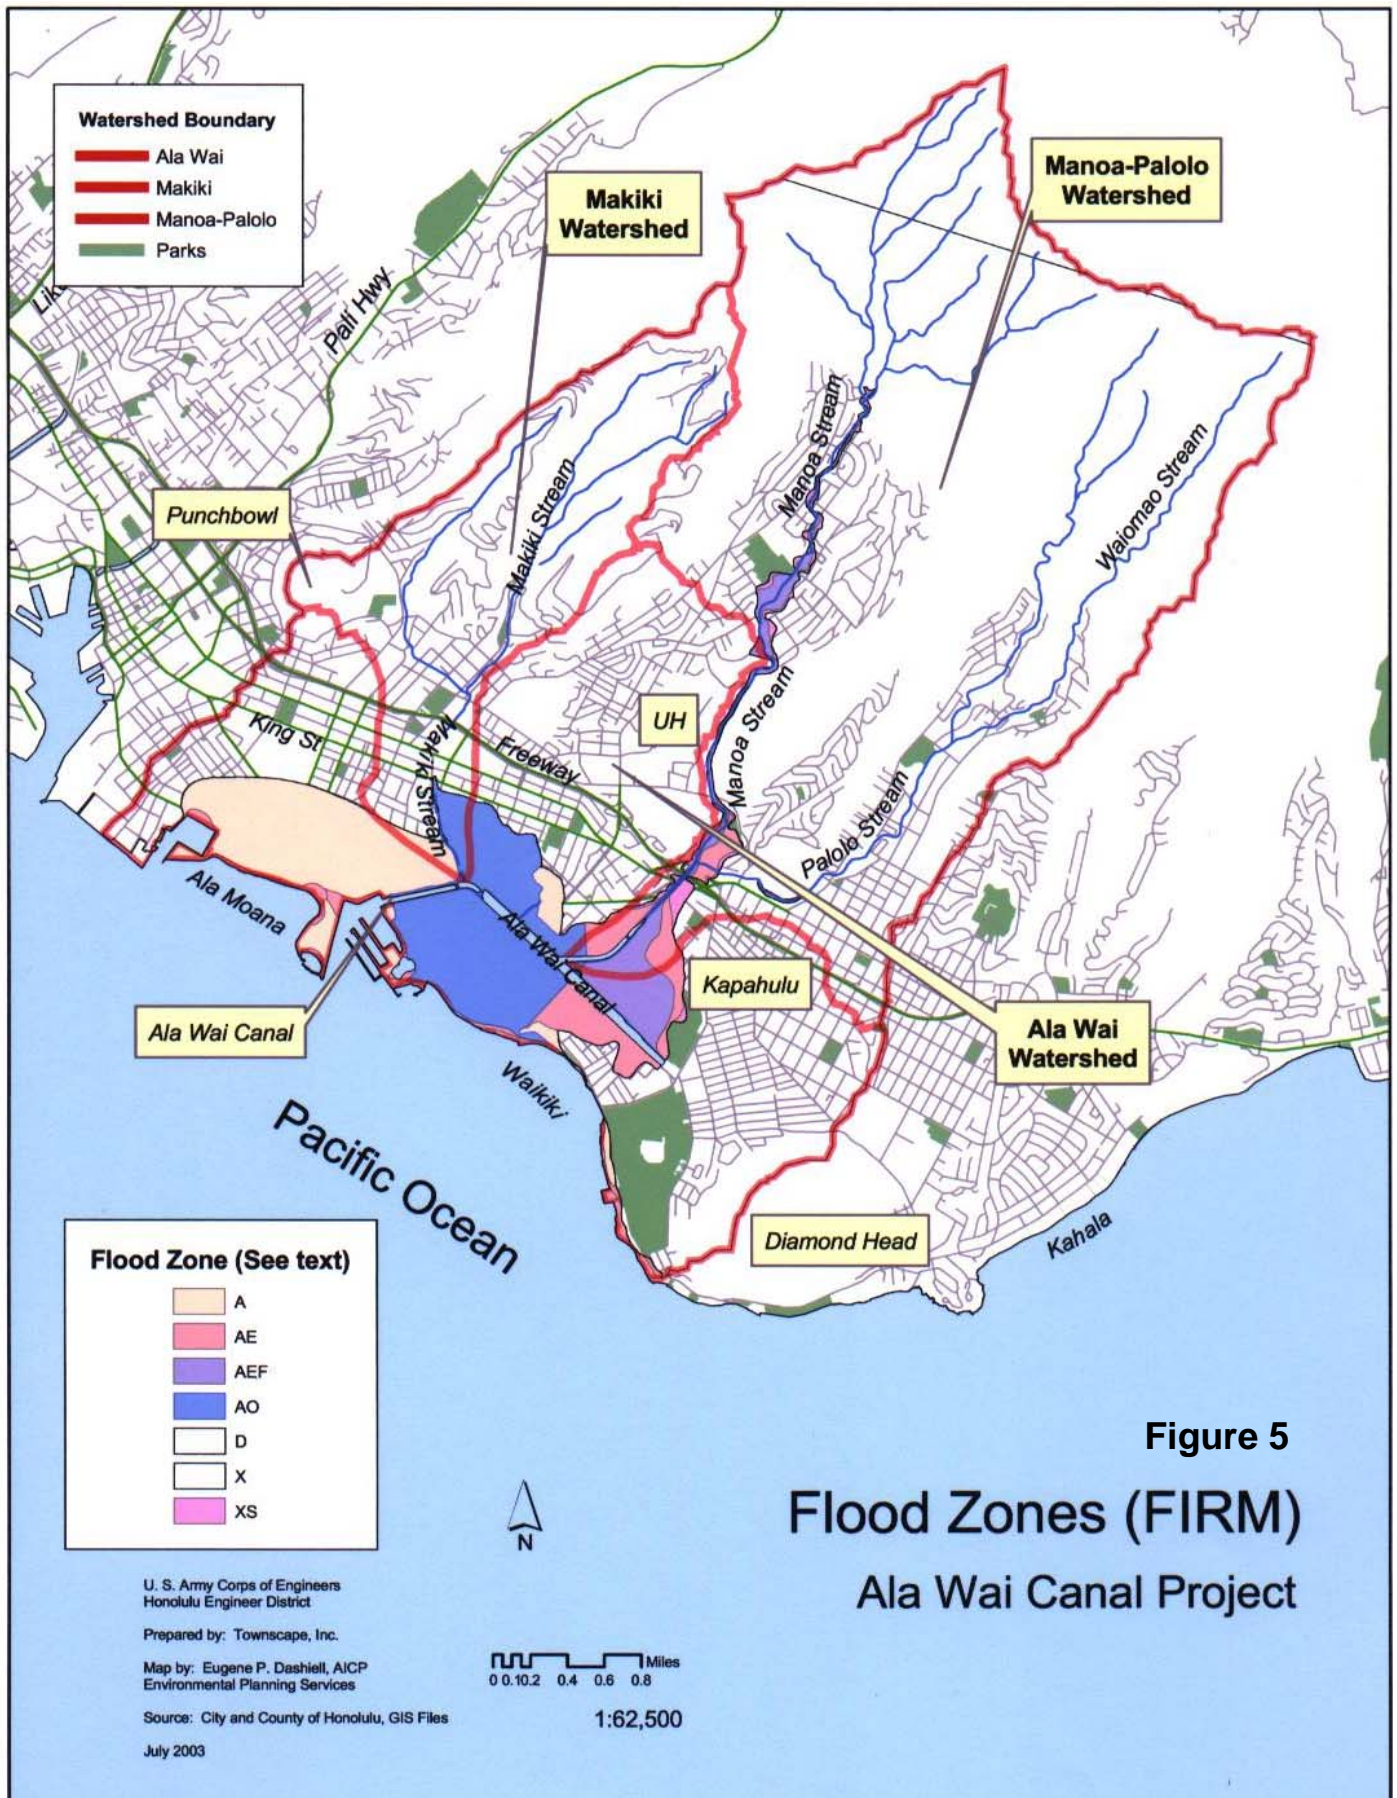 Watershed Boundary
Ala Wai
Makiki
Manoa-Palolo
Parks
Makiki
Watershed
Manoa-Palolo
Watershed
Pali Hwy
Manoa Stream
Waiomao Stream
Punchbowl
Makiki Stream
UH
King St
Freeway
Makiki Stream
Manoa Stream
Palolo Stream
Ala Moana
Ala Wai Canal
Kapahulu
Ala Wai Canal
Ala Wai
Watershed
Waikiki
Pacific Ocean
Diamond Head
Kahala
Flood Zone (See text)
A
AE
AEF
AO
D
X
XS
Figure 5
Flood Zones (FIRM)
Ala Wai Canal Project
N
U. S. Army Corps of Engineers
Honolulu Engineer District
Prepared by: Townscape, Inc.
Map by: Eugene P. Dashiell, AICP
Environmental Planning Services
Source: City and County of Honolulu, GIS Files
July 2003
Miles
0 0.10.2 0.4 0.6 0.8
1:62,500